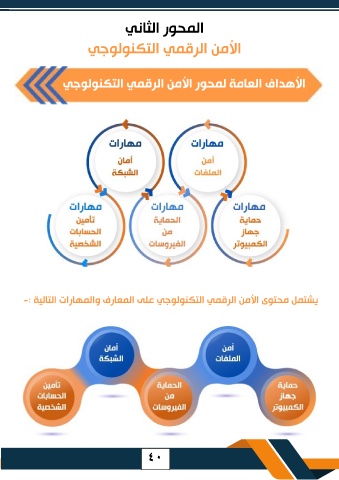 المحور الثاني
الأمن الرقمي التكنولوجي
الأهداف العامة لمحور الأمن الرقمي التكنولوجي
مهارات
أمن
الملفات
مهارات
أمان
الشبكة
مهارات
حماية
جهاز
الكمبيوتر
مهارات
الحماية
من
الفيروسات
مهارات
تأمين
الحسابات
الشخصية
يشتمل محتوى الأمن الرقمي التكنولوجي على المعارف والمهارات التالية :-
أمن
الملفات
أمان
الشبكة
حماية
جهاز
الكمبيوتر
الحماية
من
الفيروسات
تأمين
الحسابات
الشخصية
٤٠